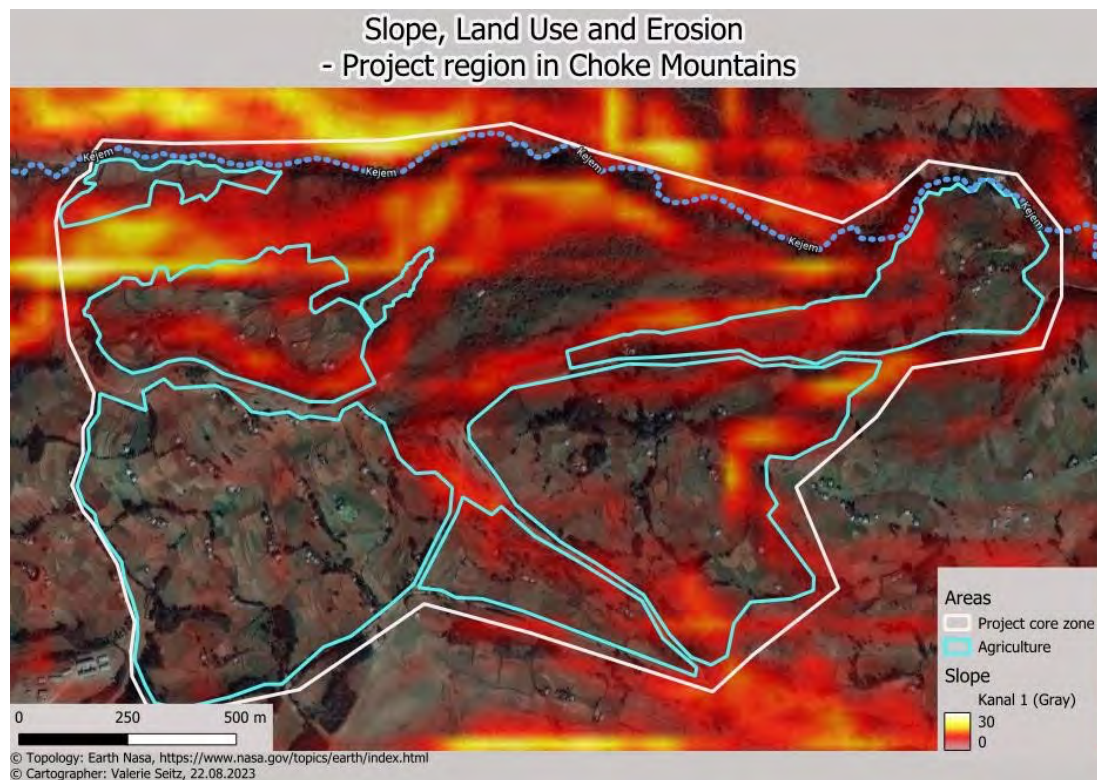 Slope, Land Use and Erosion
- Project region in Choke Mountains
Kejem
Kejem
Kejem
Kejem
Kejem
Areas
Project core zone
Agriculture
Slope
Kanal 1 (Gray)
30
0
0 250 500 m
© Topology: Earth Nasa, https://www.nasa.gov/topics/earth/index.html
© Cartographer: Valerie Seitz, 22.08.2023